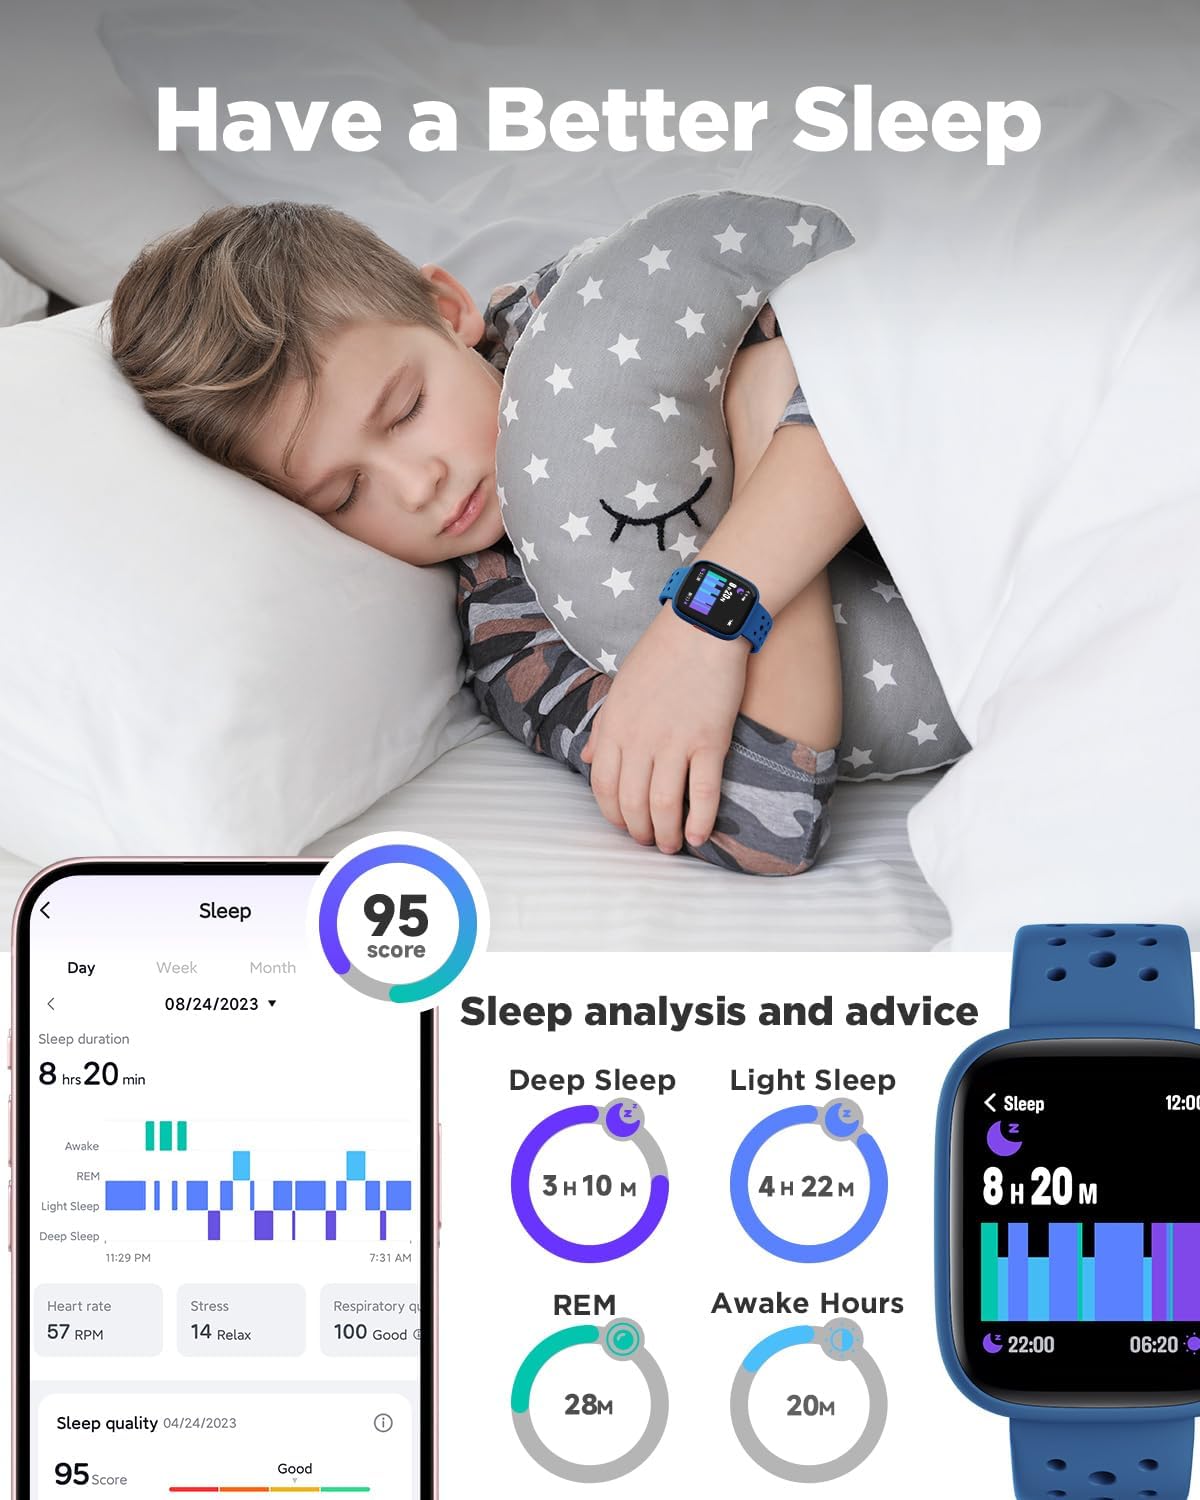 Have a Better Sleep
Sleep
95
score
Day Week Month
08/24/2023
Sleep duration
8 hrs 20 min
Awake
REM
Light Sleep
Deep Sleep
11:29 PM 7:31 AM
Heart rate
57 RPM
Stress
14 Relax
Respiratory qu
100 Good
Sleep quality 04/24/2023
95 Score
Good
Sleep analysis and advice
Deep Sleep
3 H 10 M
Light Sleep
4 H 22 M
REM
28M
Awake Hours
20M
Sleep 12:00
8 H 20 M
22:00 06:20